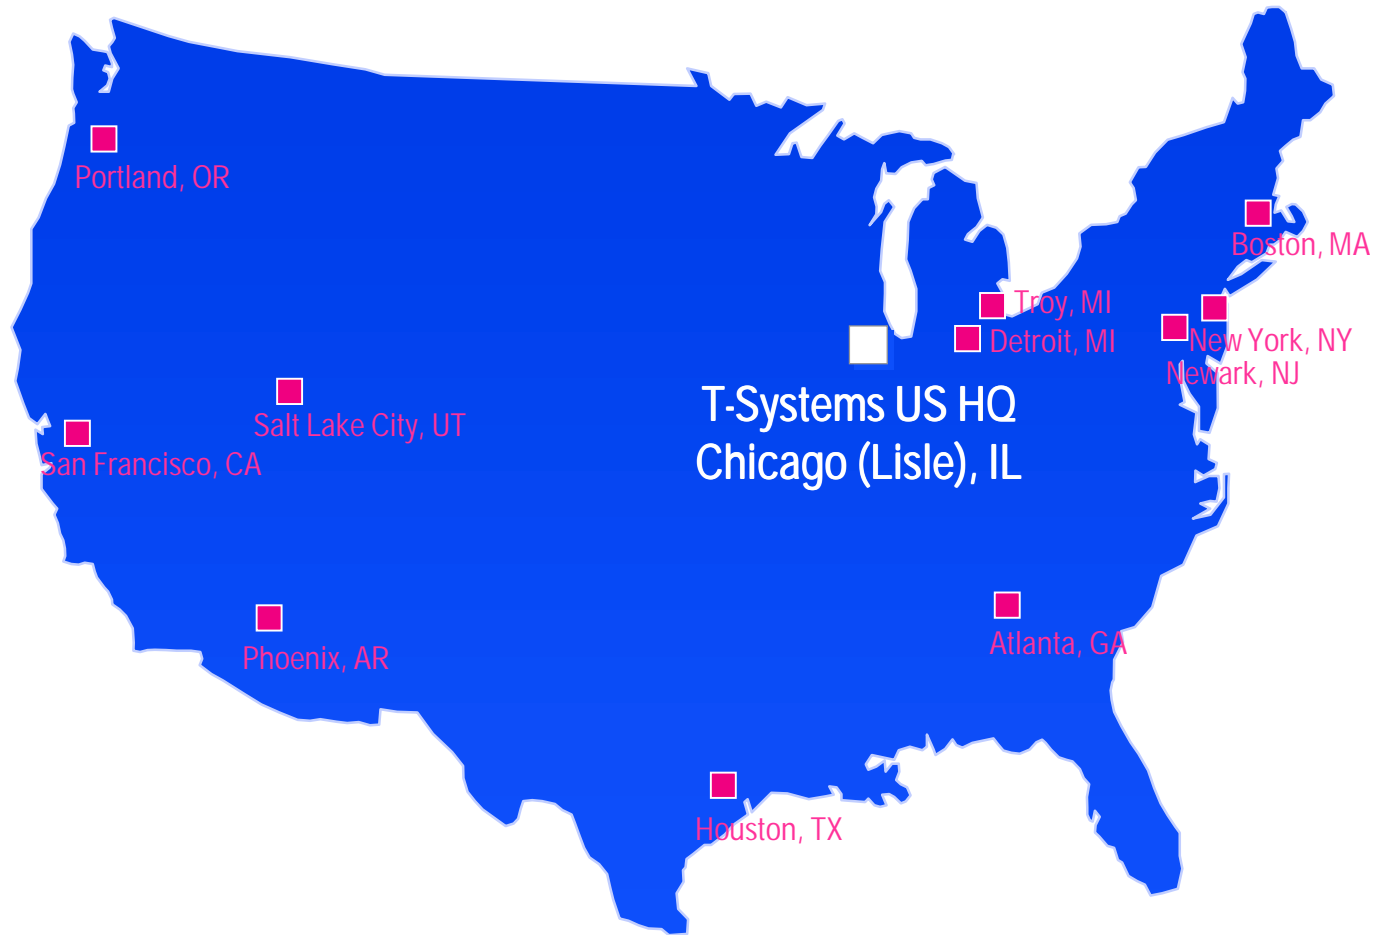 Portland, OR
Boston, MA
Troy, MI
Detroit, MI
New York, NY
Newark, NJ
T-Systems US HQ
Chicago (Lisle), IL
Salt Lake City, UT
San Francisco, CA
Phoenix, AR
Atlanta, GA
Houston, TX